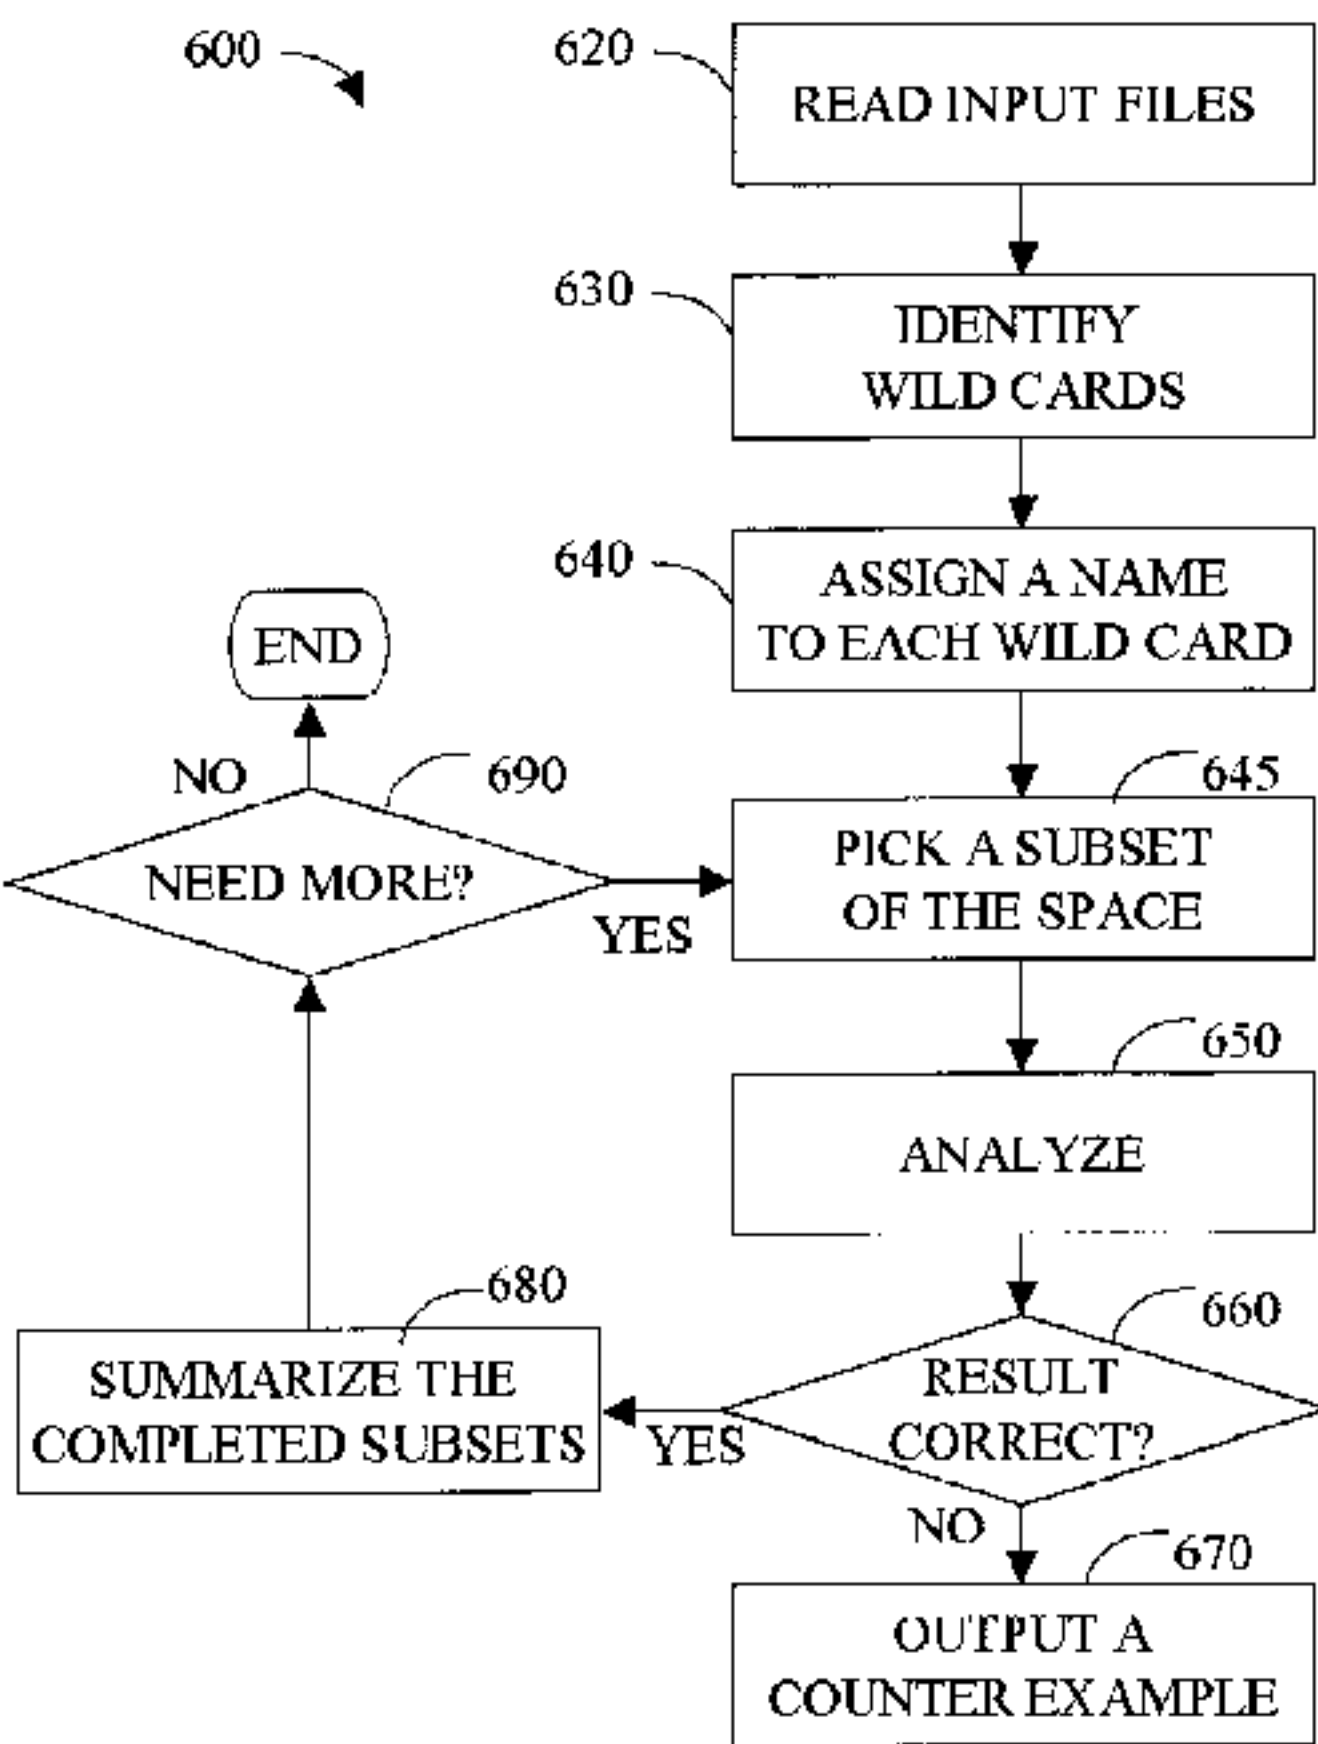 600
620
READ INPUT FILES
630
IDENTIFY
WILD CARDS
640
ASSIGN A NAME
TO EACH WILD CARD
END
NO
690
645
NEED MORE?
YES
PICK A SUBSET
OF THE SPACE
650
ANALYZE
680
660
SUMMARIZE THE
COMPLETED SUBSETS
YES
RESULT
CORRECT?
NO
670
OUTPUT A
COUNTER EXAMPLE